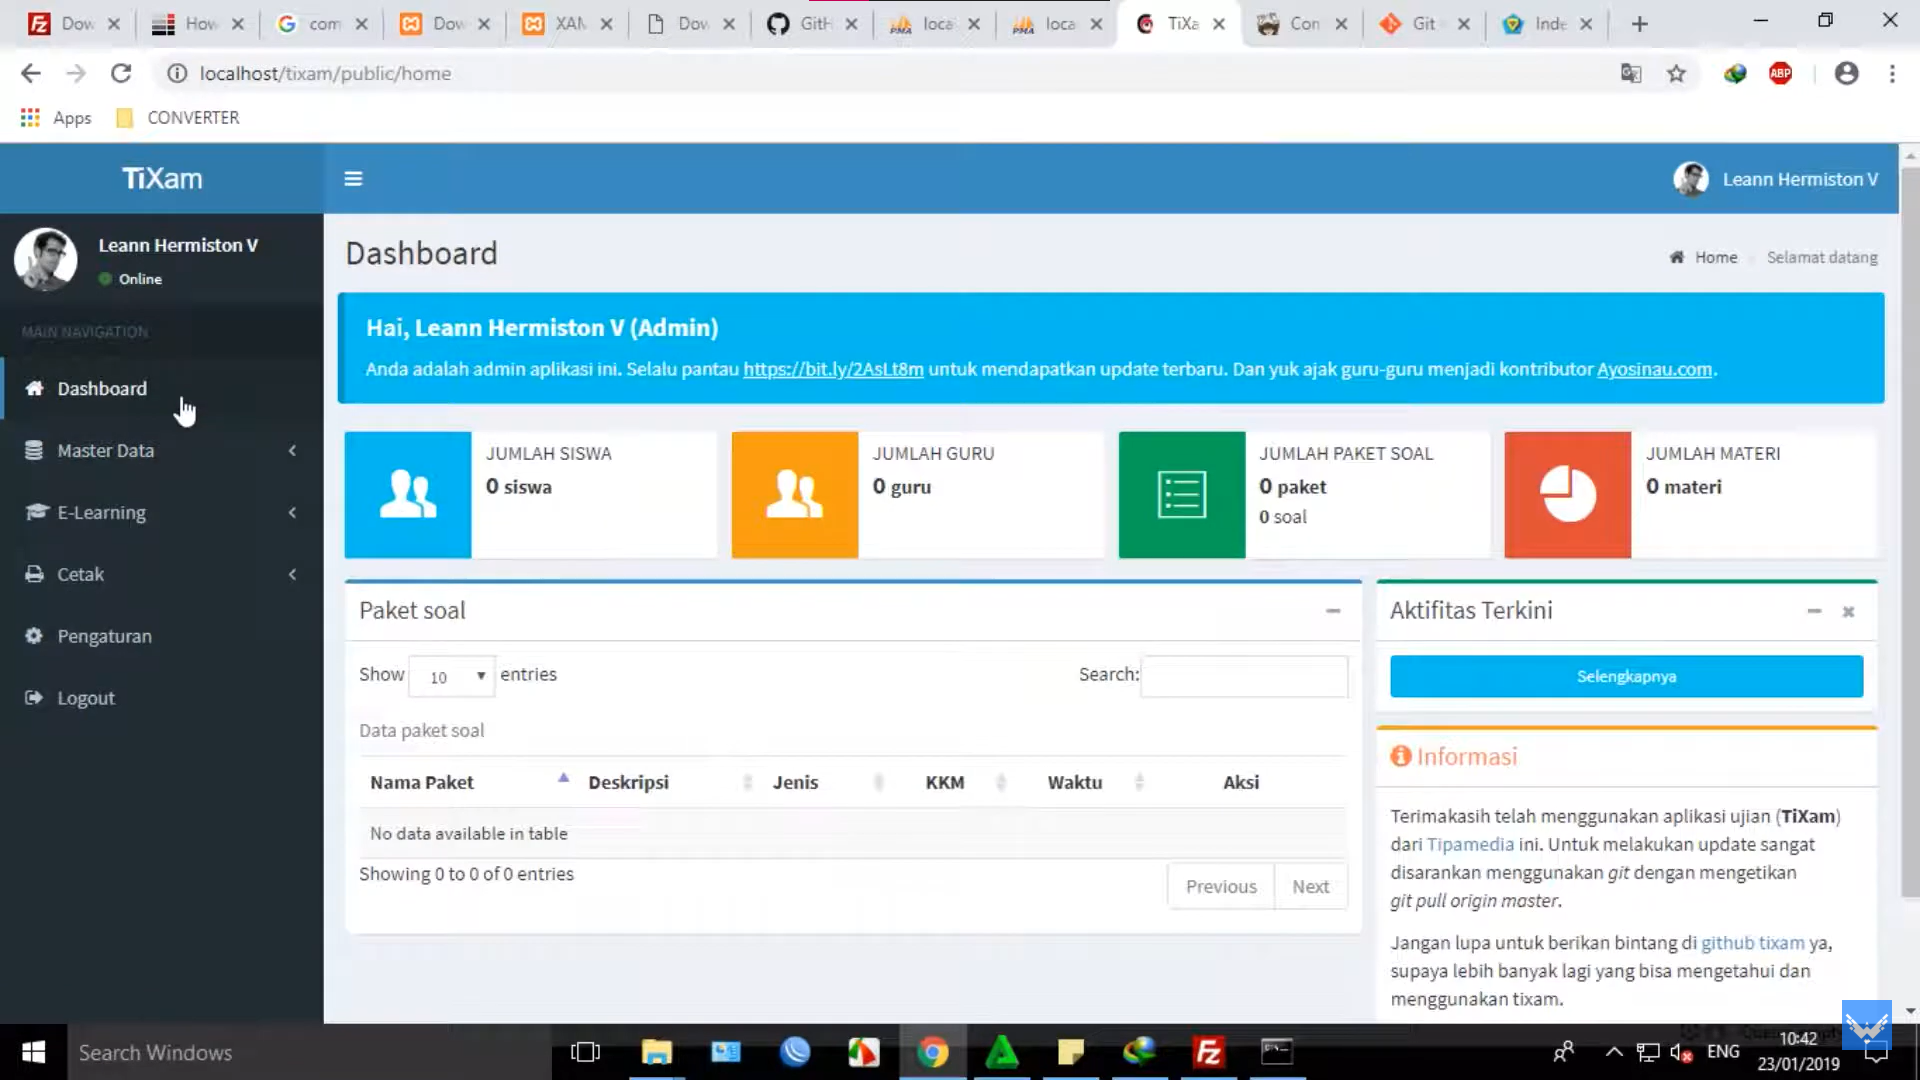 Dow
How
com
Dow
XAM
Dow
GitH
loca
loca
TiXa
Con
Git
Inde
localhost/tixam/public/home
ABP
Apps
CONVERTER
TiXam
Leann Hermiston V
Leann Hermiston V
Online
MAIN NAVIGATION
Dashboard
Master Data
E-Learning
Cetak
Pengaturan
Logout
Dashboard
Home
Selamat datang
Hai, Leann Hermiston V (Admin)
Anda adalah admin aplikasi ini. Selalu pantau https://bit.ly/2AsLt8m untuk mendapatkan update terbaru. Dan yuk ajak guru-guru menjadi kontributor Ayosinau.com.
JUMLAH SISWA
0 siswa
JUMLAH GURU
0 guru
JUMLAH PAKET SOAL
0 paket
0 soal
JUMLAH MATERI
0 materi
Paket soal
Show 10 entries
Search:
Data paket soal
Nama Paket Deskripsi Jenis KKM Waktu Aksi
No data available in table
Showing 0 to 0 of 0 entries
Previous Next
Aktifitas Terkini
Selengkapnya
Informasi
Terimakasih telah menggunakan aplikasi ujian (TiXam)
dari Tipamedia ini. Untuk melakukan update sangat
disarankan menggunakan git dengan mengetikan
git pull origin master.
Jangan lupa untuk berikan bintang di github tixam ya,
supaya lebih banyak lagi yang bisa mengetahui dan
menggunakan tixam.
Search Windows
ENG
10:42
23/01/2019